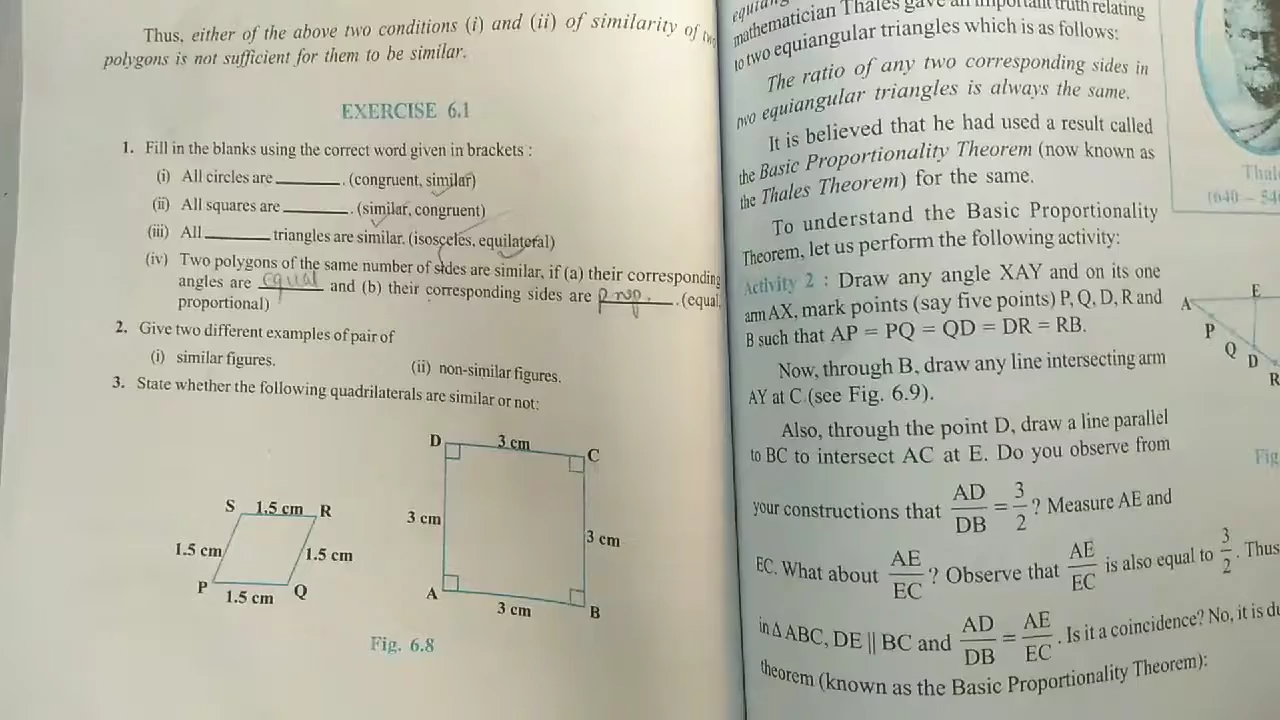 Thus, either of the above two conditions (i) and (ii) of similarity of two
polygons is not sufficient for them to be similar.
EXERCISE 6.1
1. Fill in the blanks using the correct word given in brackets :
(i) All circles are ________. (congruent, similar)
(ii) All squares are ________. (similar, congruent)
(iii) All ________ triangles are similar. (isosceles, equilateral)
(iv) Two polygons of the same number of sides are similar, if (a) their corresponding
angles are equal and (b) their corresponding sides are prop. (equal,
proportional)
2. Give two different examples of pair of
(i) similar figures. (ii) non-similar figures.
3. State whether the following quadrilaterals are similar or not:
D 3 cm C
S 1.5 cm R
3 cm
3 cm
1.5 cm
1.5 cm
P 1.5 cm Q
A 3 cm B
Fig. 6.8
mathematician Thales gave an important truth relating
to two equiangular triangles which is as follows:
The ratio of any two corresponding sides in
two equiangular triangles is always the same.
It is believed that he had used a result called
the Basic Proportionality Theorem (now known as
the Thales Theorem) for the same.
To understand the Basic Proportionality
Theorem, let us perform the following activity:
Activity 2 : Draw any angle XAY and on its one
arm AX, mark points (say five points) P, Q, D, R and
B such that AP = PQ = QD = DR = RB.
Now, through B, draw any line intersecting arm
AY at C (see Fig. 6.9).
Also, through the point D, draw a line parallel
to BC to intersect AC at E. Do you observe from
your constructions that AD/DB = 3/2 ? Measure AE and
EC. What about AE/EC ? Observe that AE/EC is also equal to 3/2 . Thus
in Δ ABC, DE || BC and AD/DB = AE/EC . Is it a coincidence? No, it is du
theorem (known as the Basic Proportionality Theorem):
Thal
(640 – 54
A E
P
Q
D
R
Fig